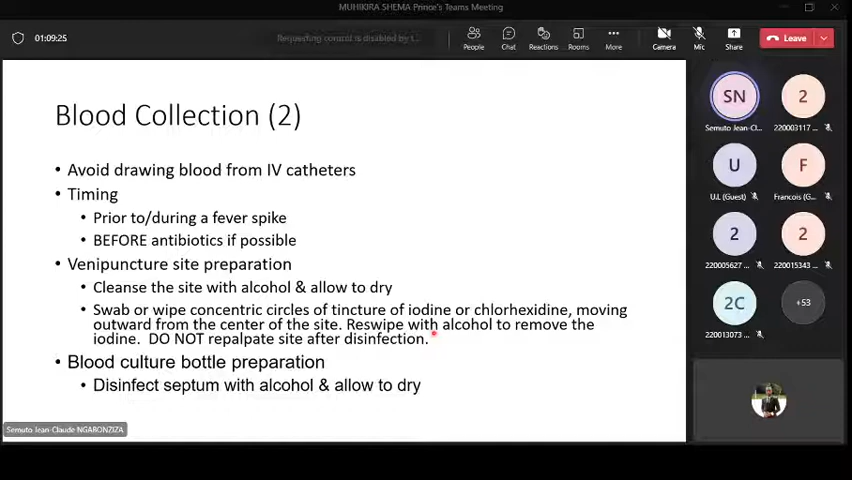 MUHIKIRA SHEMA Prince's Teams Meeting
01:09:25
Requesting control is disabled by t...
People
Chat
Reactions
Rooms
More
Camera
Mic
Share
Leave
Blood Collection (2)
• Avoid drawing blood from IV catheters
• Timing
• Prior to/during a fever spike
• BEFORE antibiotics if possible
• Venipuncture site preparation
• Cleanse the site with alcohol & allow to dry
• Swab or wipe concentric circles of tincture of iodine or chlorhexidine, moving
outward from the center of the site. Reswipe with alcohol to remove the
iodine. DO NOT repalpate site after disinfection.
• Blood culture bottle preparation
• Disinfect septum with alcohol & allow to dry
Semuto Jean-Claude NGABONZIZA
SN
Semuto Jean-Cl...
2
220003117 ...
U
U.L (Guest)
F
Francois (G...
2
220005627 ...
2
220015343 ...
2C
220013073 ...
+53